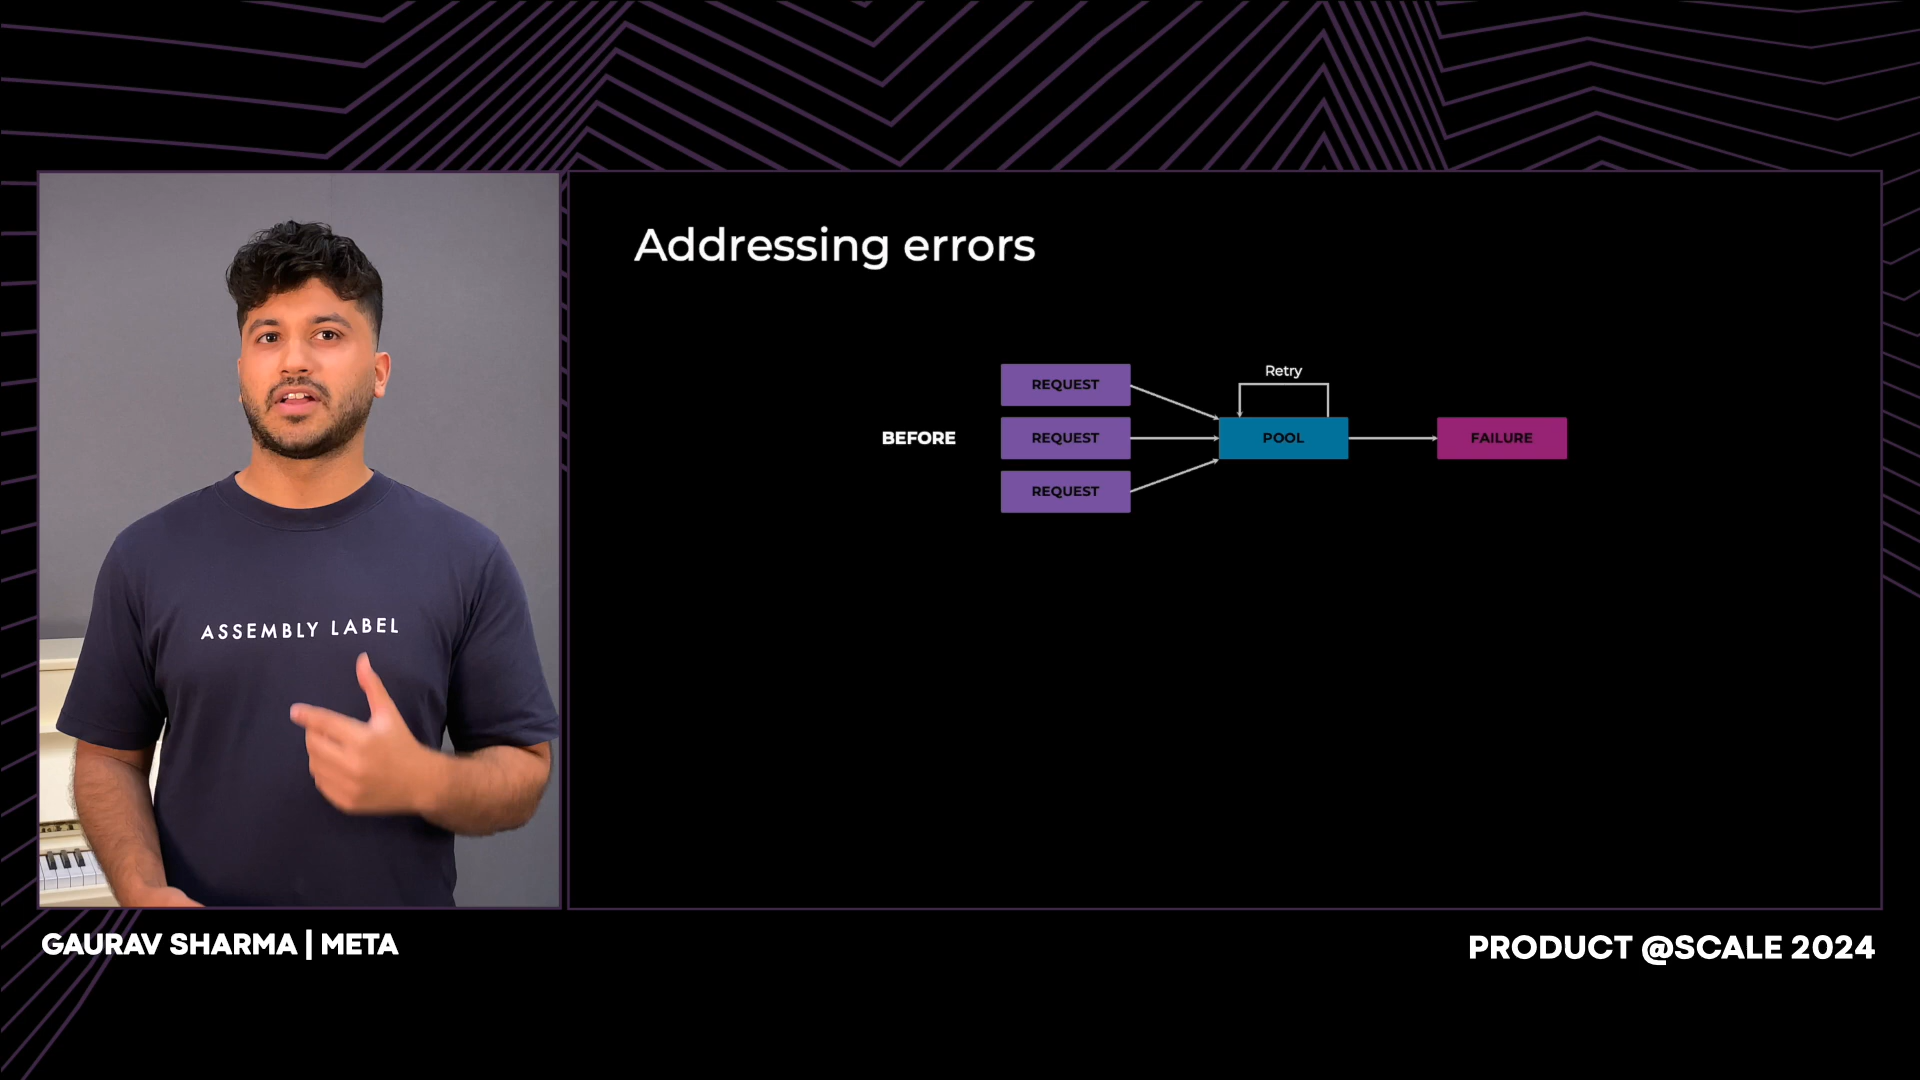 Addressing errors
Retry
REQUEST
BEFORE
REQUEST
POOL
FAILURE
REQUEST
ASSEMBLY LABEL
GAURAV SHARMA | META
PRODUCT @SCALE 2024